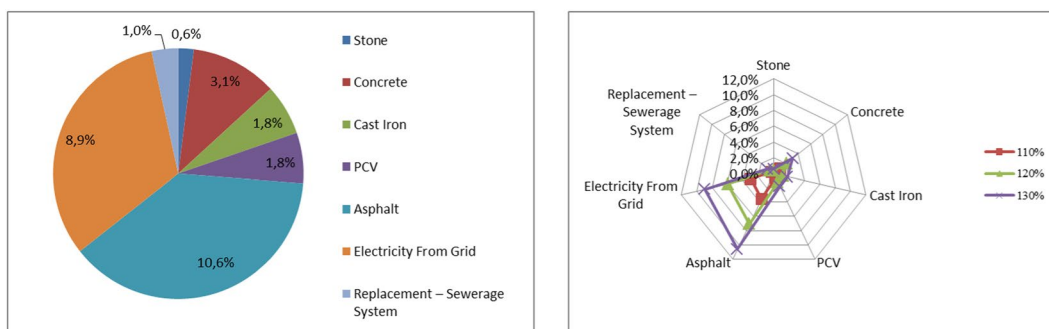 1,0%
0,6%
3,1%
1,8%
1,8%
10,6%
8,9%
Stone
Concrete
Cast Iron
PCV
Asphalt
Electricity From Grid
Replacement – Sewerage
System
Stone
12,0%
10,0%
8,0%
6,0%
4,0%
2,0%
0,0%
Replacement –
Sewerage
System
Concrete
Electricity From
Grid
Cast Iron
Asphalt
PCV
110%
120%
130%